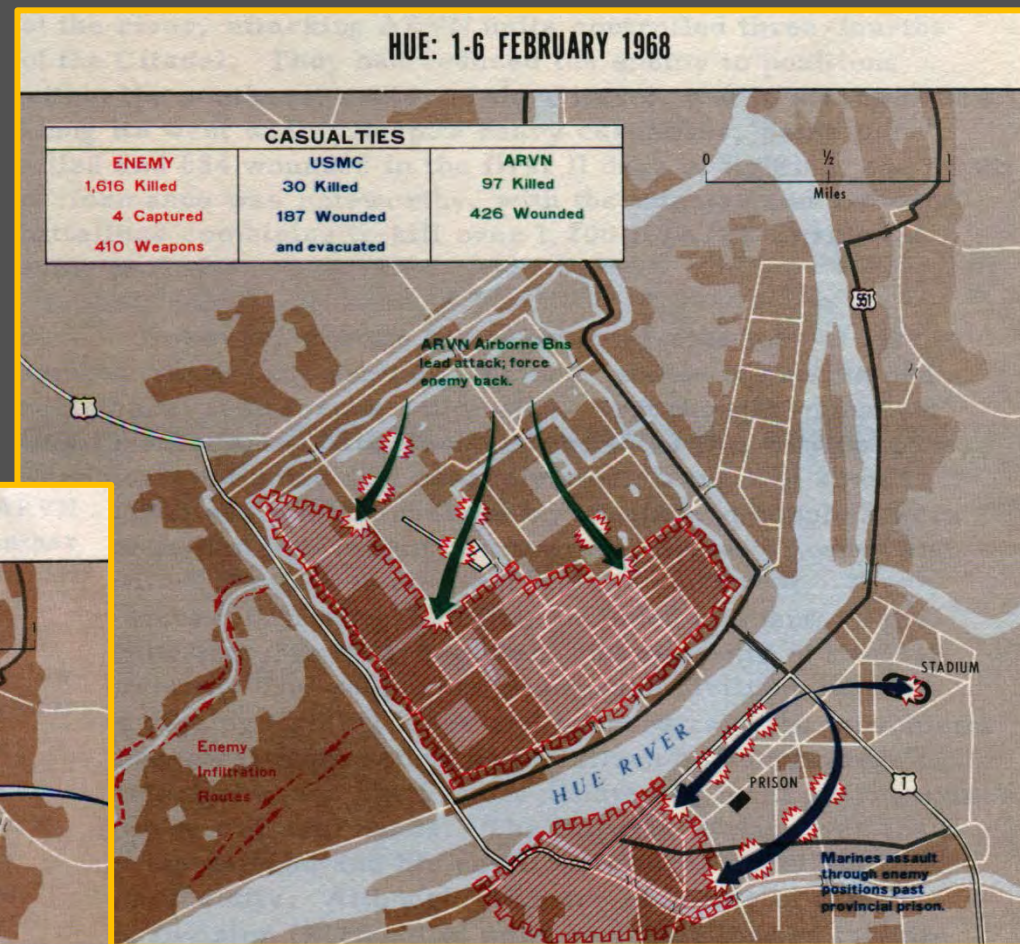 HUE: 1-6 FEBRUARY 1968
CASUALTIES
ENEMY USMC ARVN
1,616 Killed 30 Killed 97 Killed
4 Captured 187 Wounded 426 Wounded
410 Weapons and evacuated
0 ½ 1
Miles
551
ARVN Airborne Bns
lead attack; force
enemy back.
1
STADIUM
Enemy
Infiltration
Routes
HUE RIVER
PRISON
1
Marines assault
through enemy
positions past
provincial prison.
ARVN